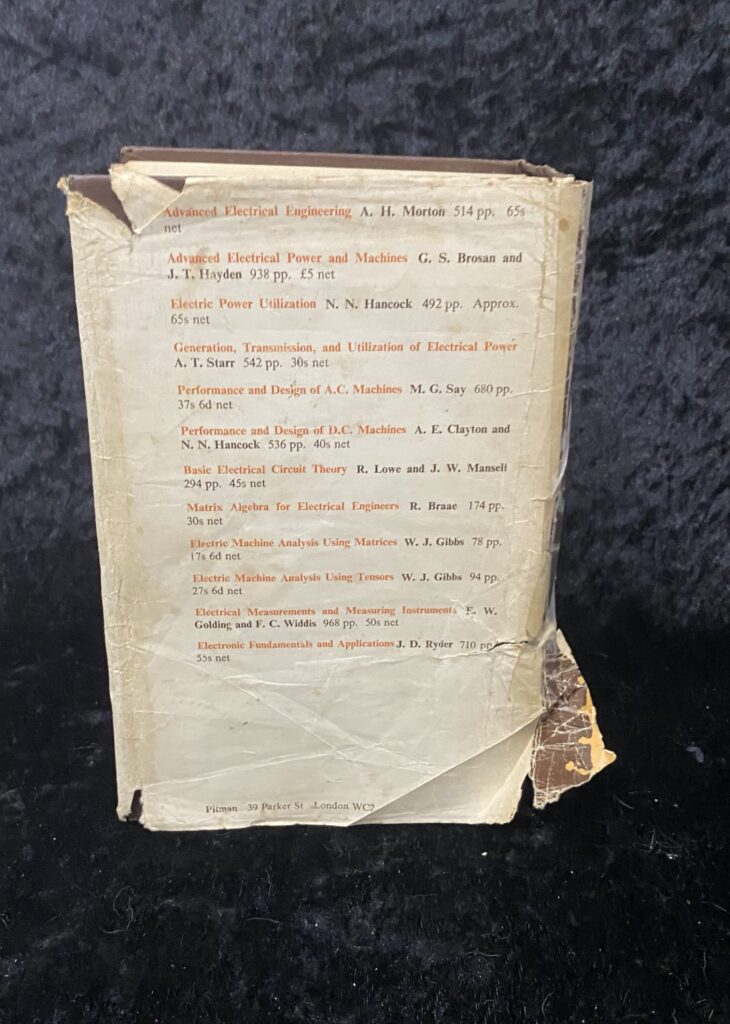 Advanced Electrical Engineering A. H. Morton 514 pp. 65s
net
Advanced Electrical Power and Machines G. S. Brosan and
J. T. Hayden 938 pp. £5 net
Electric Power Utilization N. N. Hancock 492 pp. Approx.
65s net
Generation, Transmission, and Utilization of Electrical Power
A. T. Starr 542 pp. 30s net
Performance and Design of A.C. Machines M. G. Say 680 pp.
37s 6d net
Performance and Design of D.C. Machines A. E. Clayton and
N. N. Hancock 536 pp. 40s net
Basic Electrical Circuit Theory R. Lowe and J. W. Mansell
294 pp. 45s net
Matrix Algebra for Electrical Engineers R. Braae 174 pp.
30s net
Electric Machine Analysis Using Matrices W. J. Gibbs 78 pp.
17s 6d net
Electric Machine Analysis Using Tensors W. J. Gibbs 94 pp.
27s 6d net
Electrical Measurements and Measuring Instruments E. W.
Golding and F. C. Widdis 968 pp. 50s net
Electronic Fundamentals and Applications J. D. Ryder 710 pp
55s net
Pitman 39 Parker St London WC2